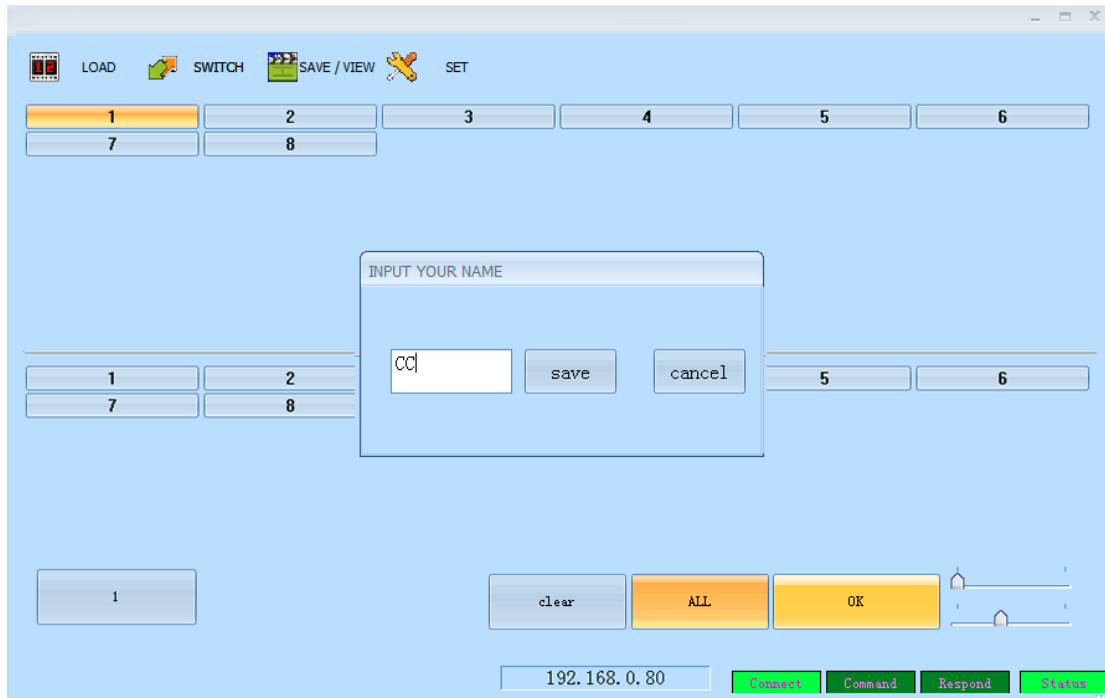 LOAD SWITCH SAVE / VIEW SET
1 2 3 4 5 6
7 8
INPUT YOUR NAME
CC save cancel
1 2 5 6
7 8
1 clear ALL OK
192.168.0.80 Connect Command Respond Status